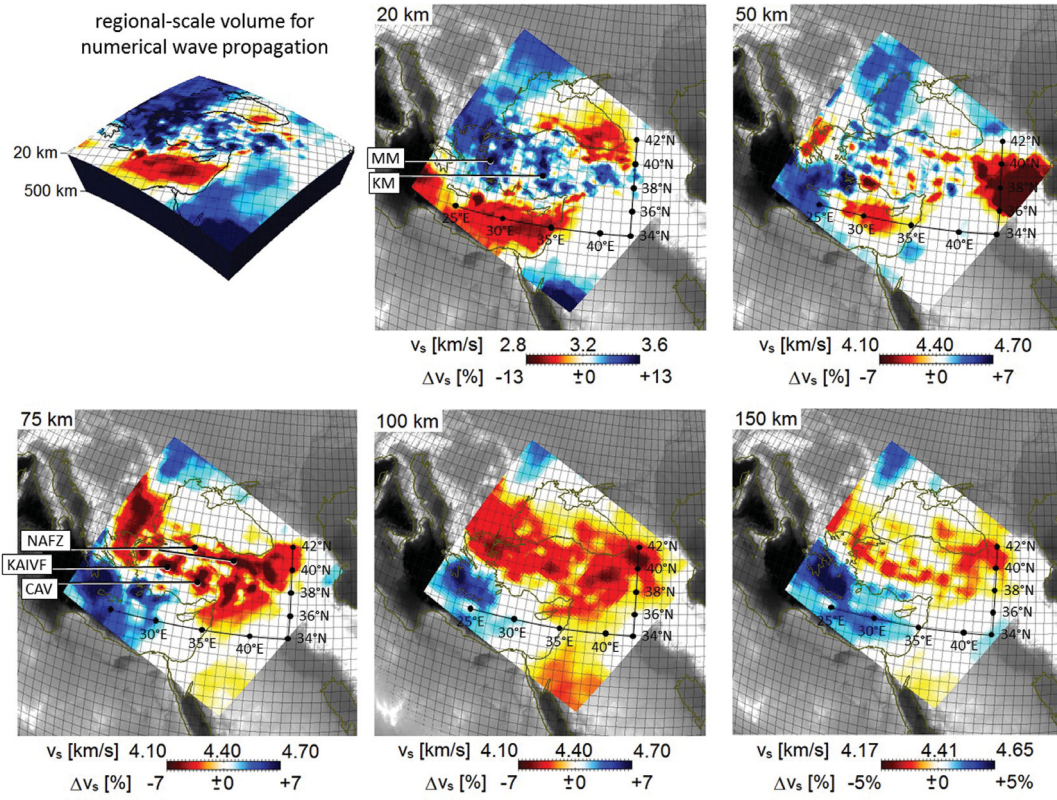 regional-scale volume for
numerical wave propagation
20 km
500 km
20 km
MM
KM
42°N
40°N
38°N
36°N
34°N
25°E
30°E
35°E
40°E
vs [km/s] 2.8 3.2 3.6
Δvs [%] -13 ±0 +13
50 km
42°N
40°N
38°N
36°N
34°N
25°E
30°E
35°E
40°E
vs [km/s] 4.10 4.40 4.70
Δvs [%] -7 ±0 +7
75 km
NAFZ
KAIVF
CAV
42°N
40°N
38°N
36°N
34°N
30°E
35°E
40°E
vs [km/s] 4.10 4.40 4.70
Δvs [%] -7 ±0 +7
100 km
42°N
40°N
38°N
36°N
34°N
25°E
30°E
35°E
40°E
vs [km/s] 4.10 4.40 4.70
Δvs [%] -7 ±0 +7
150 km
42°N
40°N
38°N
36°N
34°N
25°E
30°E
35°E
40°E
vs [km/s] 4.17 4.41 4.65
Δvs [%] -5% ±0 +5%